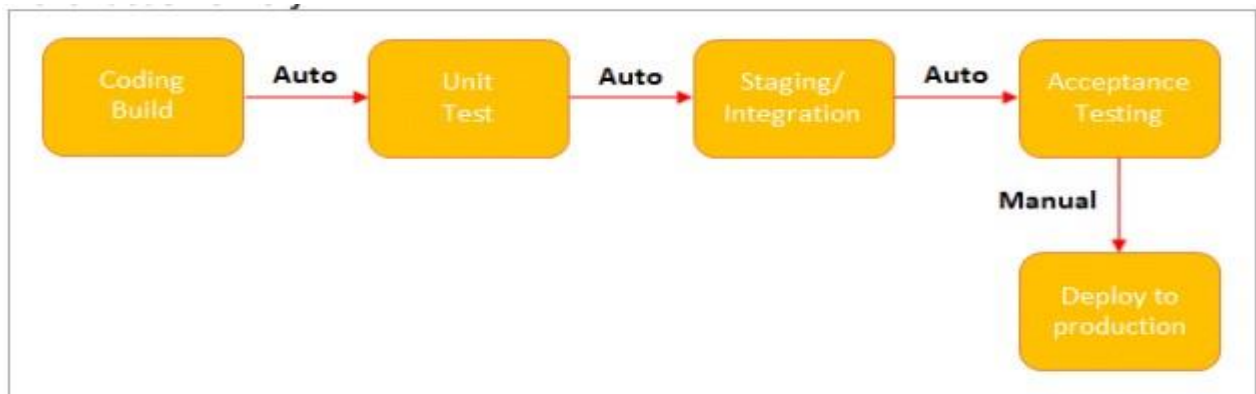 Coding
Build
Auto
Unit
Test
Auto
Staging/
Integration
Auto
Acceptance
Testing
Manual
Deploy to
production